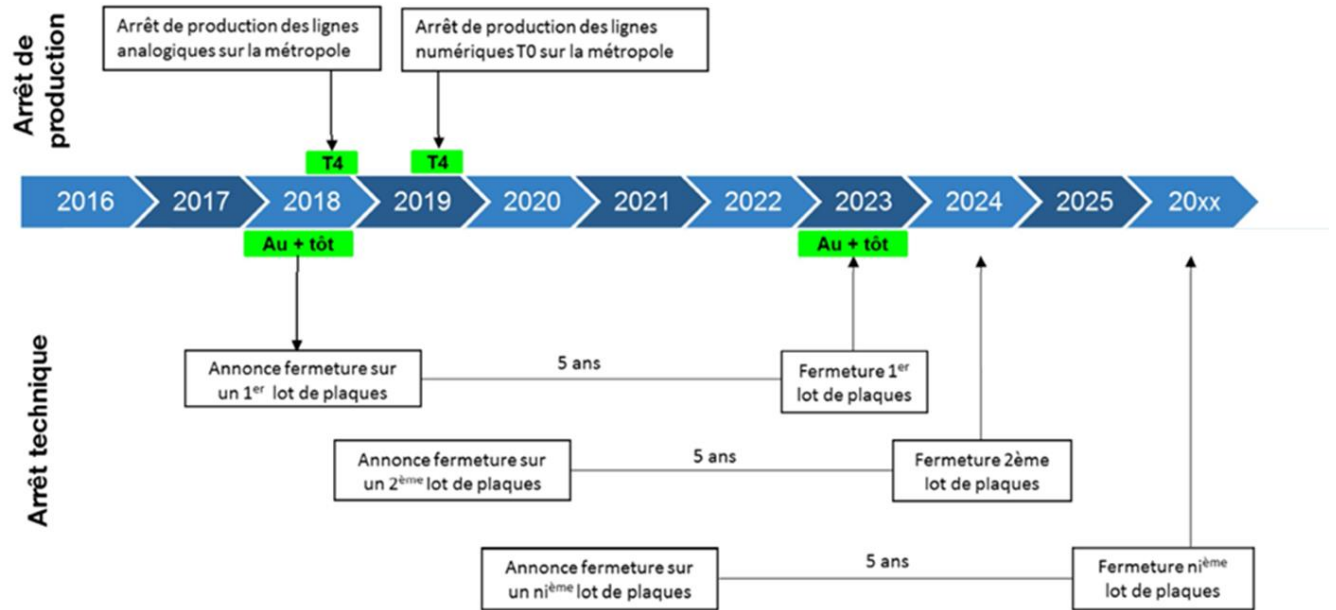 Arrêt de
production
Arrêt de production des lignes
analogiques sur la métropole
Arrêt de production des lignes
numériques T0 sur la métropole
T4
T4
2016
2017
2018
2019
2020
2021
2022
2023
2024
2025
20xx
Au + tôt
Au + tôt
Arrêt technique
Annonce fermeture sur
un 1er lot de plaques
5 ans
Fermeture 1er
lot de plaques
Annonce fermeture sur
un 2ème lot de plaques
5 ans
Fermeture 2ème
lot de plaques
Annonce fermeture sur
un nième lot de plaques
5 ans
Fermeture nième
lot de plaques